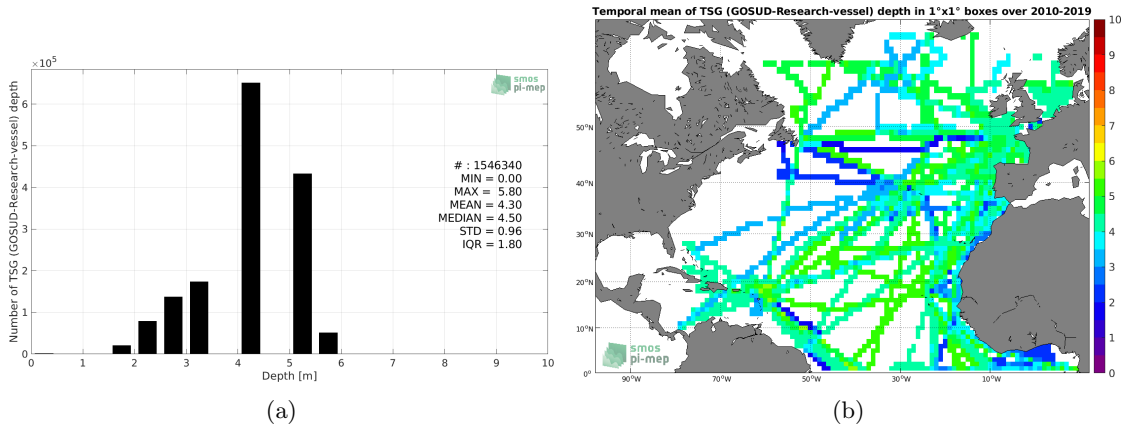 Number of TSG (GOSUD-Research-vessel) depth
×10⁵
6
5
4
3
2
1
0
0 1 2 3 4 5 6 7 8 9 10
Depth [m]
smos
pi-mep
# : 1546340
MIN = 0.00
MAX = 5.80
MEAN = 4.30
MEDIAN = 4.50
STD = 0.96
IQR = 1.80
(a)
Temporal mean of TSG (GOSUD-Research-vessel) depth in 1°x1° boxes over 2010-2019
50°N
40°N
30°N
20°N
10°N
0°
90°W 70°W 50°W 30°W 10°W
smos
pi-mep
10
9
8
7
6
5
4
3
2
1
0
(b)